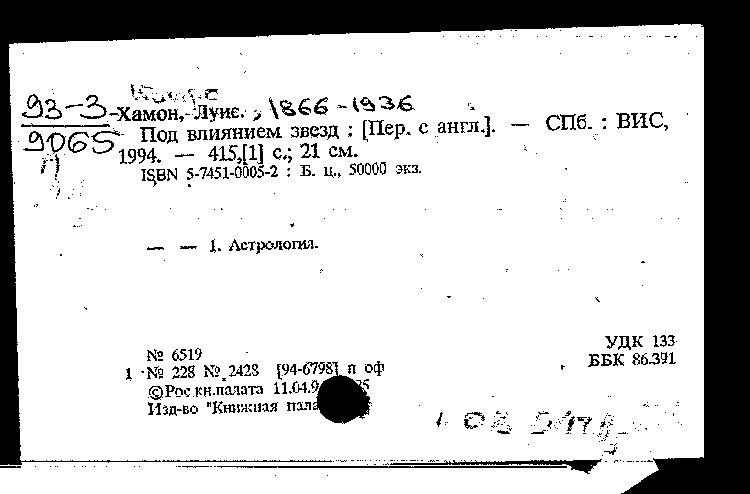 93-3
9065
Хамон, Луис. , 1866-1936
Под влиянием звезд : [Пер. с англ.]. — СПб. : ВИС,
1994. — 415,[1] с.; 21 см.
ISBN 5-7451-0005-2 : Б. ц., 50000 экз.
— — 1. Астрология.
№ 6519
1 № 228 № 2428 [94-6798] п оф
УДК 133
ББК 86.391
©Рос.кн.палата 11.04.9
Изд-во "Книжная